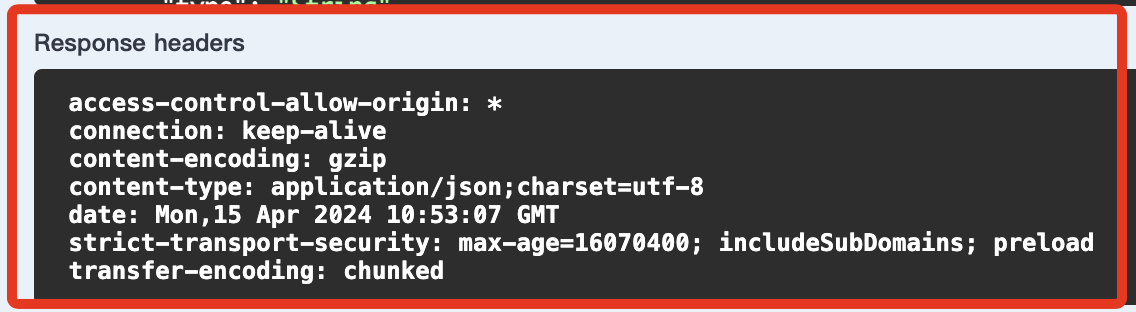 "type": "string"
Response headers
access-control-allow-origin: *
connection: keep-alive
content-encoding: gzip
content-type: application/json;charset=utf-8
date: Mon,15 Apr 2024 10:53:07 GMT
strict-transport-security: max-age=16070400; includeSubDomains; preload
transfer-encoding: chunked